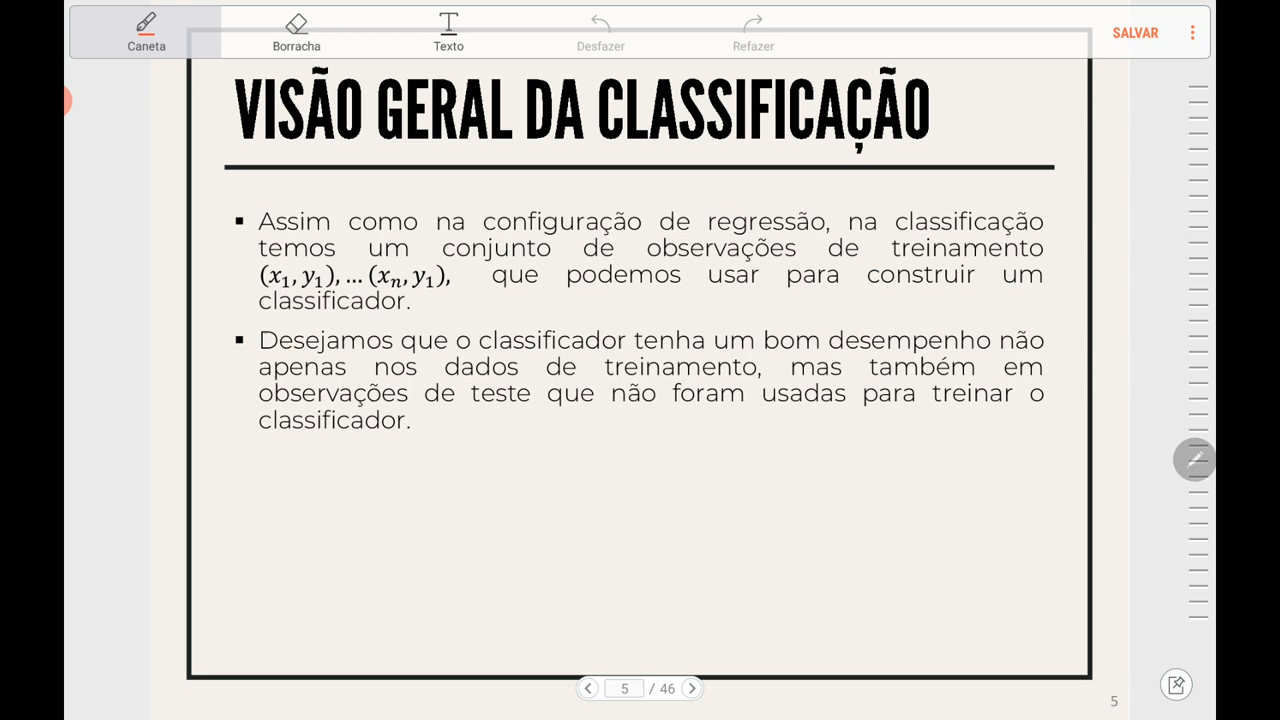 Caneta Borracha Texto Desfazer Refazer SALVAR
VISÃO GERAL DA CLASSIFICAÇÃO
▪ Assim como na configuração de regressão, na classificação
temos um conjunto de observações de treinamento
(x₁, y₁), ... (xₙ, y₁), que podemos usar para construir um
classificador.
▪ Desejamos que o classificador tenha um bom desempenho não
apenas nos dados de treinamento, mas também em
observações de teste que não foram usadas para treinar o
classificador.
5 / 46
5